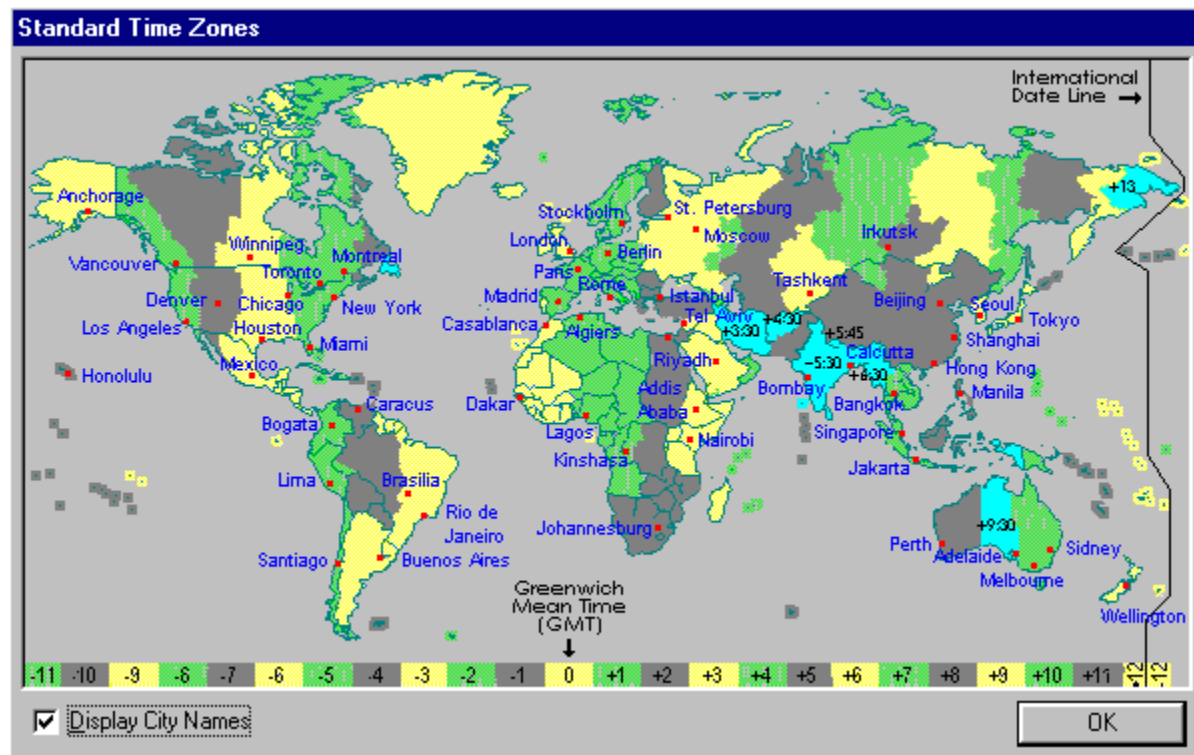 Standard Time Zones
International
Date Line →
+13
Anchorage
Stockholm
St. Petersburg
Winnipeg
Montreal
London
Moscow
Irkutsk
Vancouver
Toronto
Berlin
Paris
Denver
Chicago
New York
Madrid
Rome
Istanbul
Tashkent
Beijing
Seoul
Los Angeles
Houston
Casablanca
Algiers
Tel Aviv
+3:30
+4:30
+5:45
Tokyo
Miami
Shanghai
Mexico
Riyadh
-5:30
Calcutta
+6:30
Hong Kong
Honolulu
Addis
Ababa
Bombay
Bangkok
Manila
Caracus
Dakar
Bogata
Lagos
Nairobi
Singapore
Kinshasa
Jakarta
Lima
Brasilia
Rio de
Janeiro
Johannesburg
+9:30
Perth
Adelaide
Sidney
Santiago
Buenos Aires
Melbourne
Greenwich
Mean Time
(GMT)
Wellington
-11 -10 -9 -8 -7 -6 -5 -4 -3 -2 -1 0 +1 +2 +3 +4 +5 +6 +7 +8 +9 +10 +11 +12 -12
Display City Names
OK